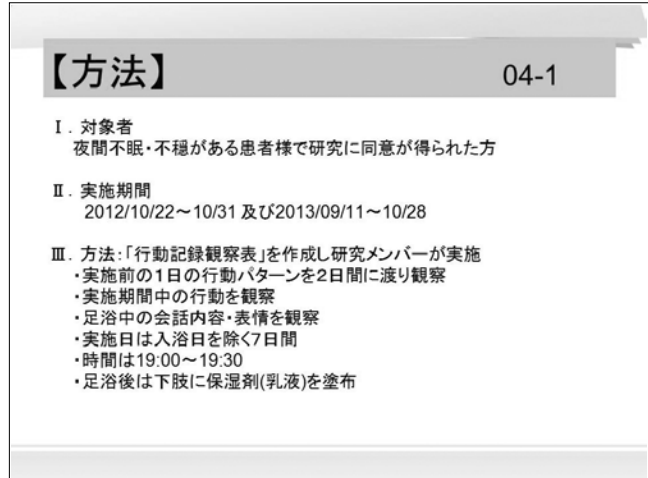 【方法】 04-1
Ⅰ．対象者
夜間不眠・不穏がある患者様で研究に同意が得られた方
Ⅱ．実施期間
2012/10/22～10/31 及び2013/09/11～10/28
Ⅲ．方法：「行動記録観察表」を作成し研究メンバーが実施
・実施前の１日の行動パターンを２日間に渡り観察
・実施期間中の行動を観察
・足浴中の会話内容・表情を観察
・実施日は入浴日を除く７日間
・時間は19:00～19:30
・足浴後は下肢に保湿剤(乳液)を塗布